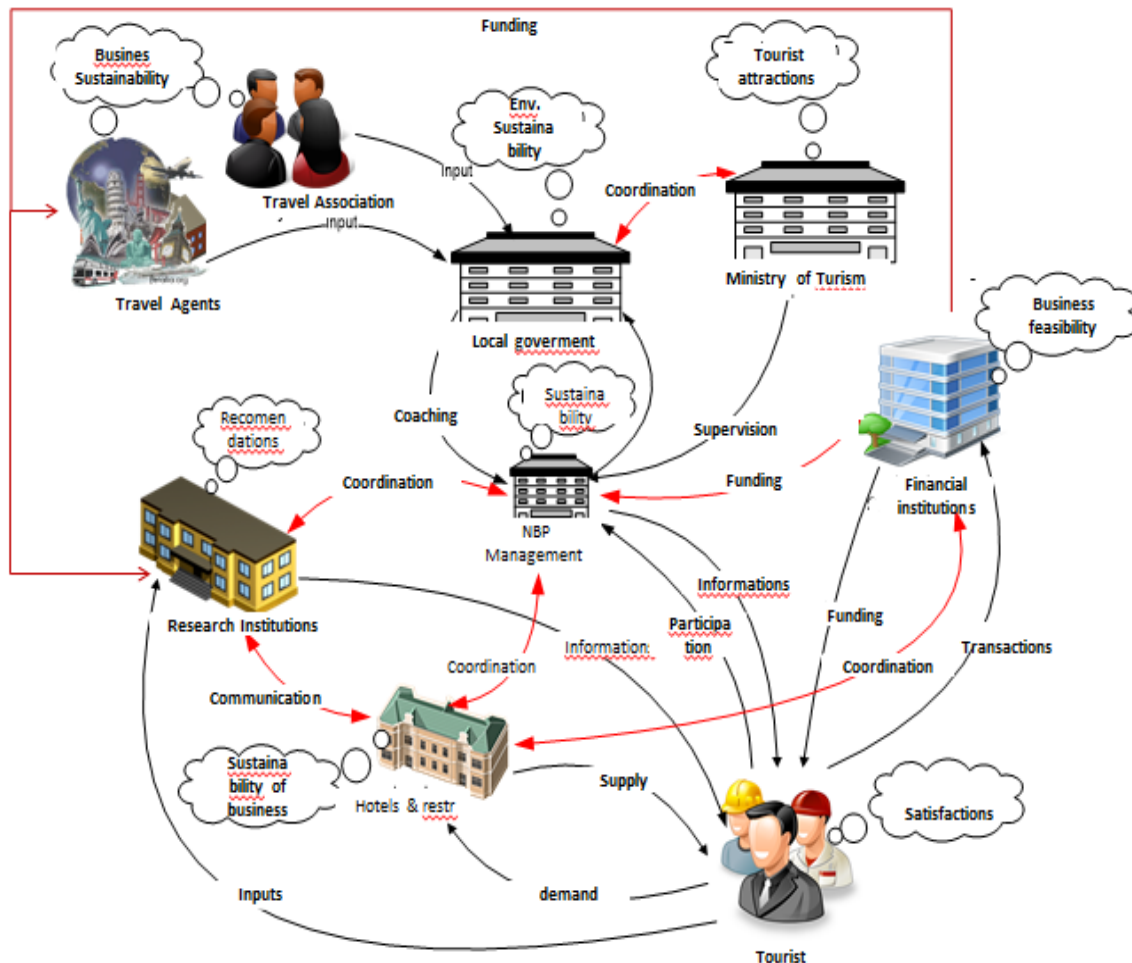 Funding
Busines
Sustainability
Tourist
attractions
Env.
Sustaina
bility
Input
Coordination
Travel Association
input
Travel Agents
Ministry of Turism
Business
feasibility
Local goverment
Sustaina
bility
Coaching
Recomen
dations
Supervision
Coordination
Funding
Financial
institutions
NBP
Management
Informations
Research Institutions
Participa
tion
Funding
Information:
Transactions
Coordination
Coordination
Communication
Sustaina
bility of
business
Supply
Hotels & restr
Satisfactions
Inputs
demand
Tourist